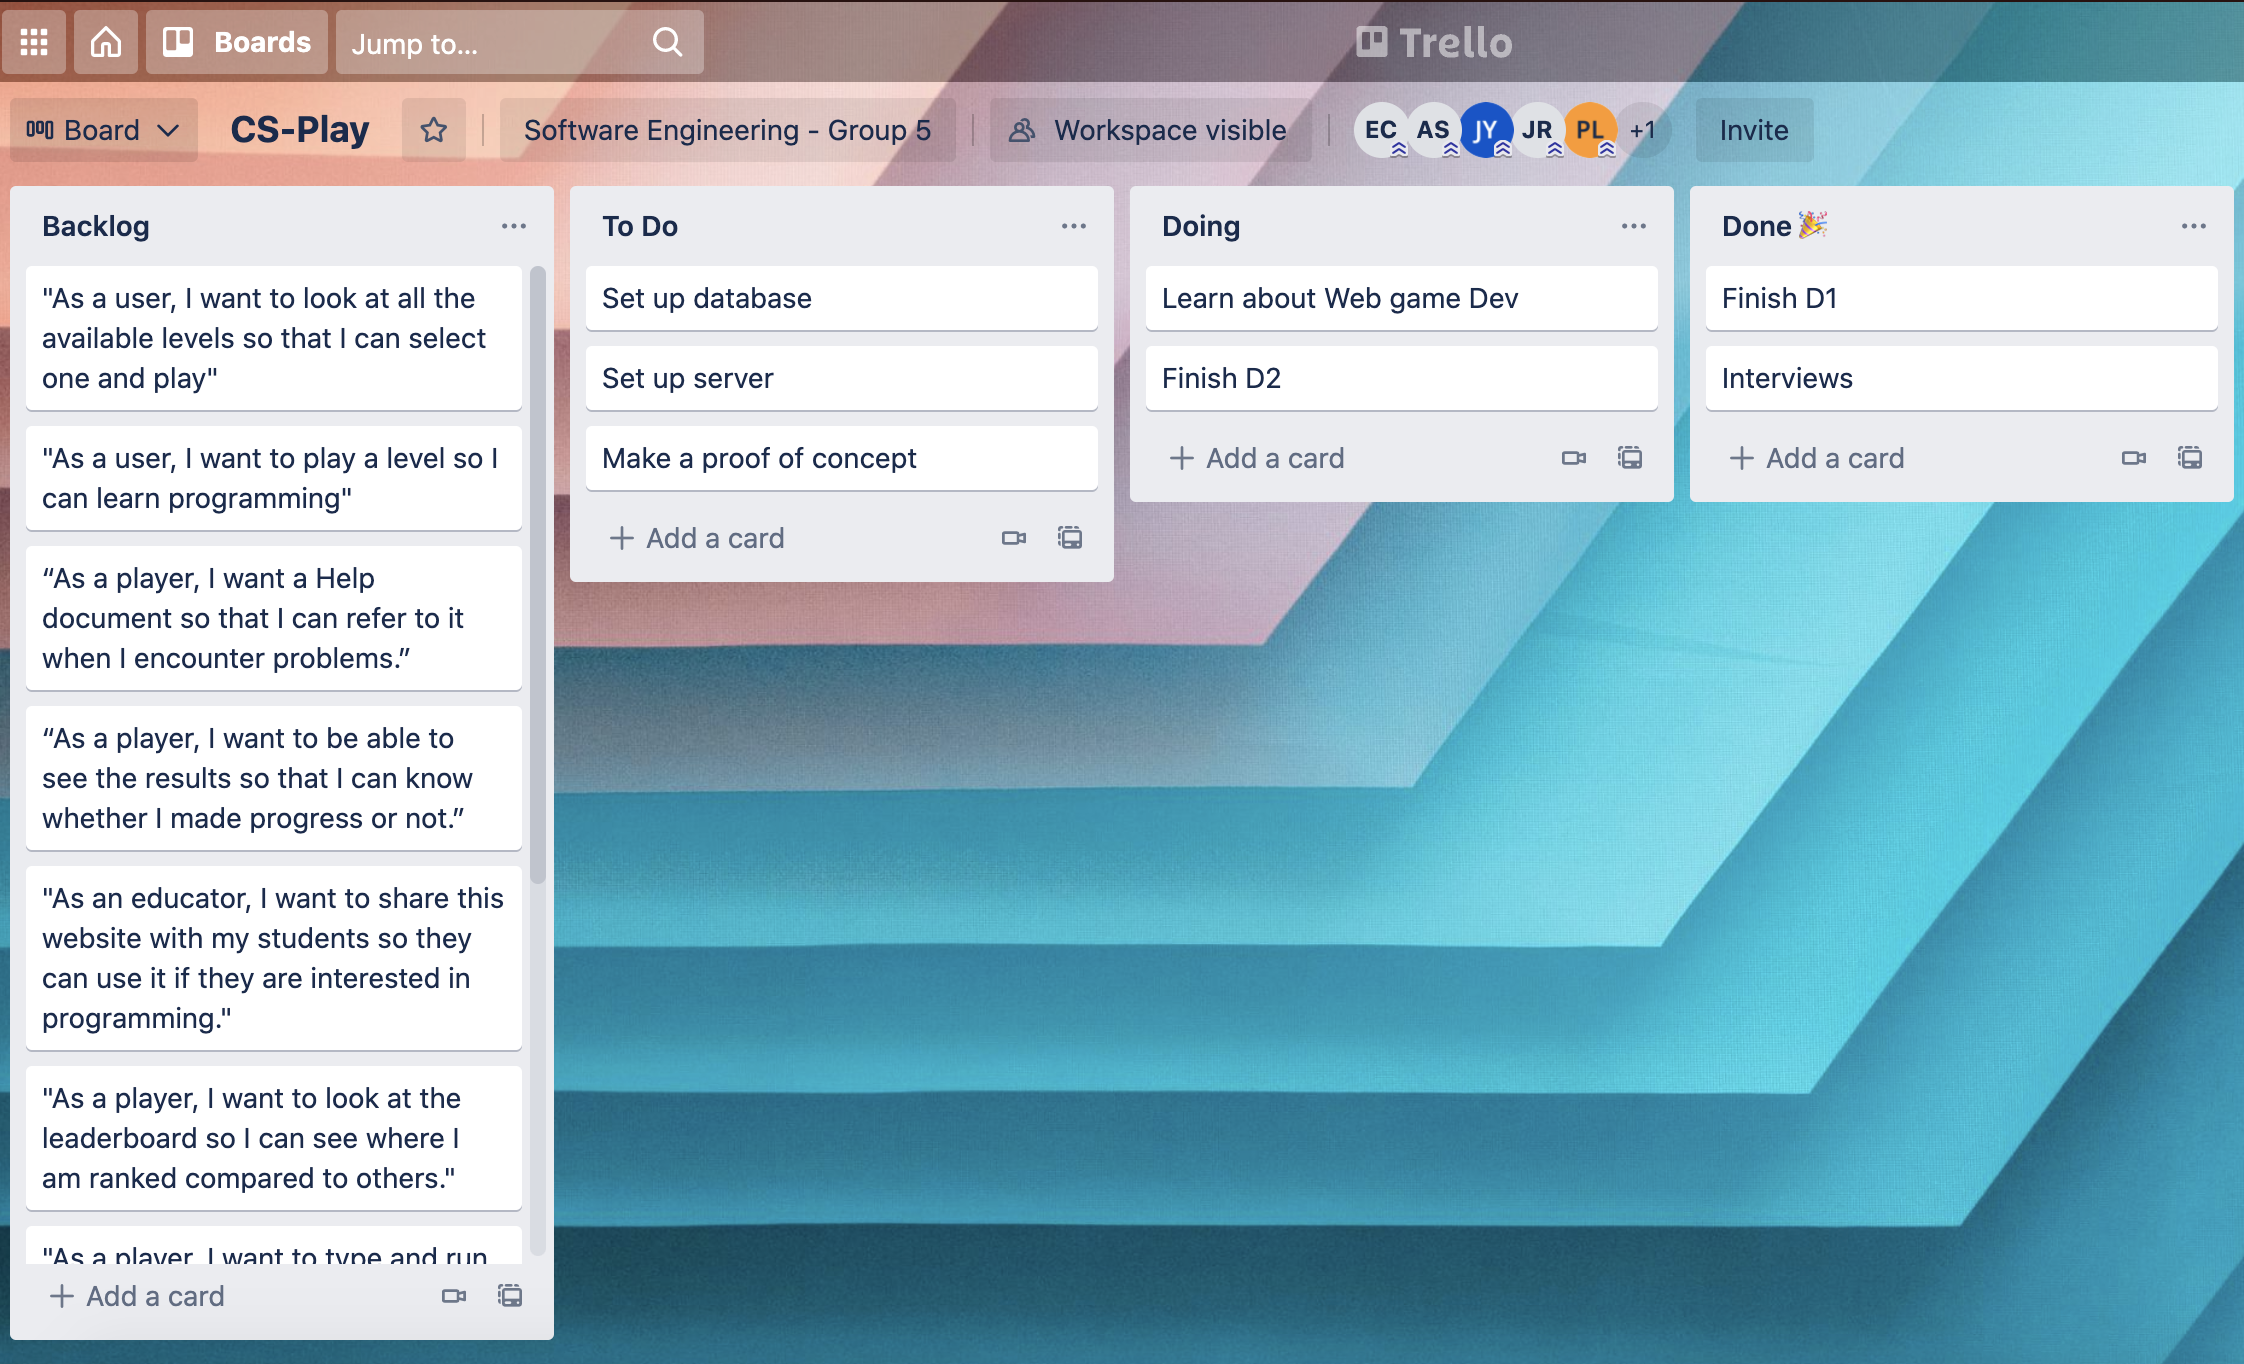 Boards
Jump to...
Trello
Board
CS-Play
Software Engineering - Group 5
Workspace visible
EC
AS
JY
JR
PL
+1
Invite
Backlog
"As a user, I want to look at all the
available levels so that I can select
one and play"
"As a user, I want to play a level so I
can learn programming"
“As a player, I want a Help
document so that I can refer to it
when I encounter problems.”
“As a player, I want to be able to
see the results so that I can know
whether I made progress or not.”
"As an educator, I want to share this
website with my students so they
can use it if they are interested in
programming."
"As a player, I want to look at the
leaderboard so I can see where I
am ranked compared to others."
"As a player, I want to type and run
+ Add a card
To Do
Set up database
Set up server
Make a proof of concept
+ Add a card
Doing
Learn about Web game Dev
Finish D2
+ Add a card
Done 🎉
Finish D1
Interviews
+ Add a card